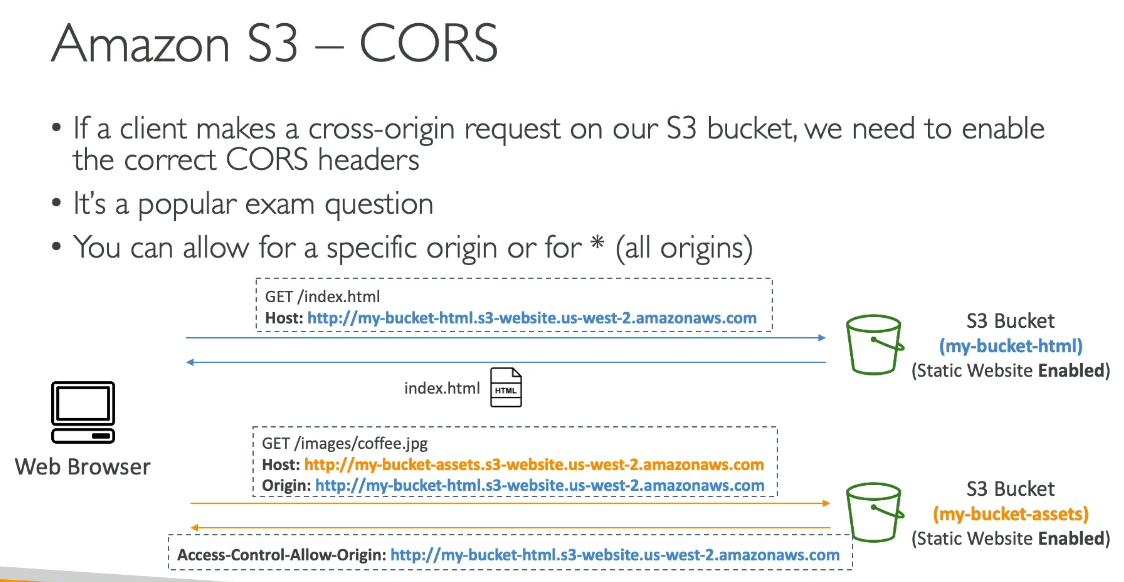 Amazon S3 – CORS
• If a client makes a cross-origin request on our S3 bucket, we need to enable
the correct CORS headers
• It's a popular exam question
• You can allow for a specific origin or for * (all origins)
GET /index.html
Host: http://my-bucket-html.s3-website.us-west-2.amazonaws.com
S3 Bucket
(my-bucket-html)
(Static Website Enabled)
index.html
HTML
Web Browser
GET /images/coffee.jpg
Host: http://my-bucket-assets.s3-website.us-west-2.amazonaws.com
Origin: http://my-bucket-html.s3-website.us-west-2.amazonaws.com
S3 Bucket
(my-bucket-assets)
(Static Website Enabled)
Access-Control-Allow-Origin: http://my-bucket-html.s3-website.us-west-2.amazonaws.com